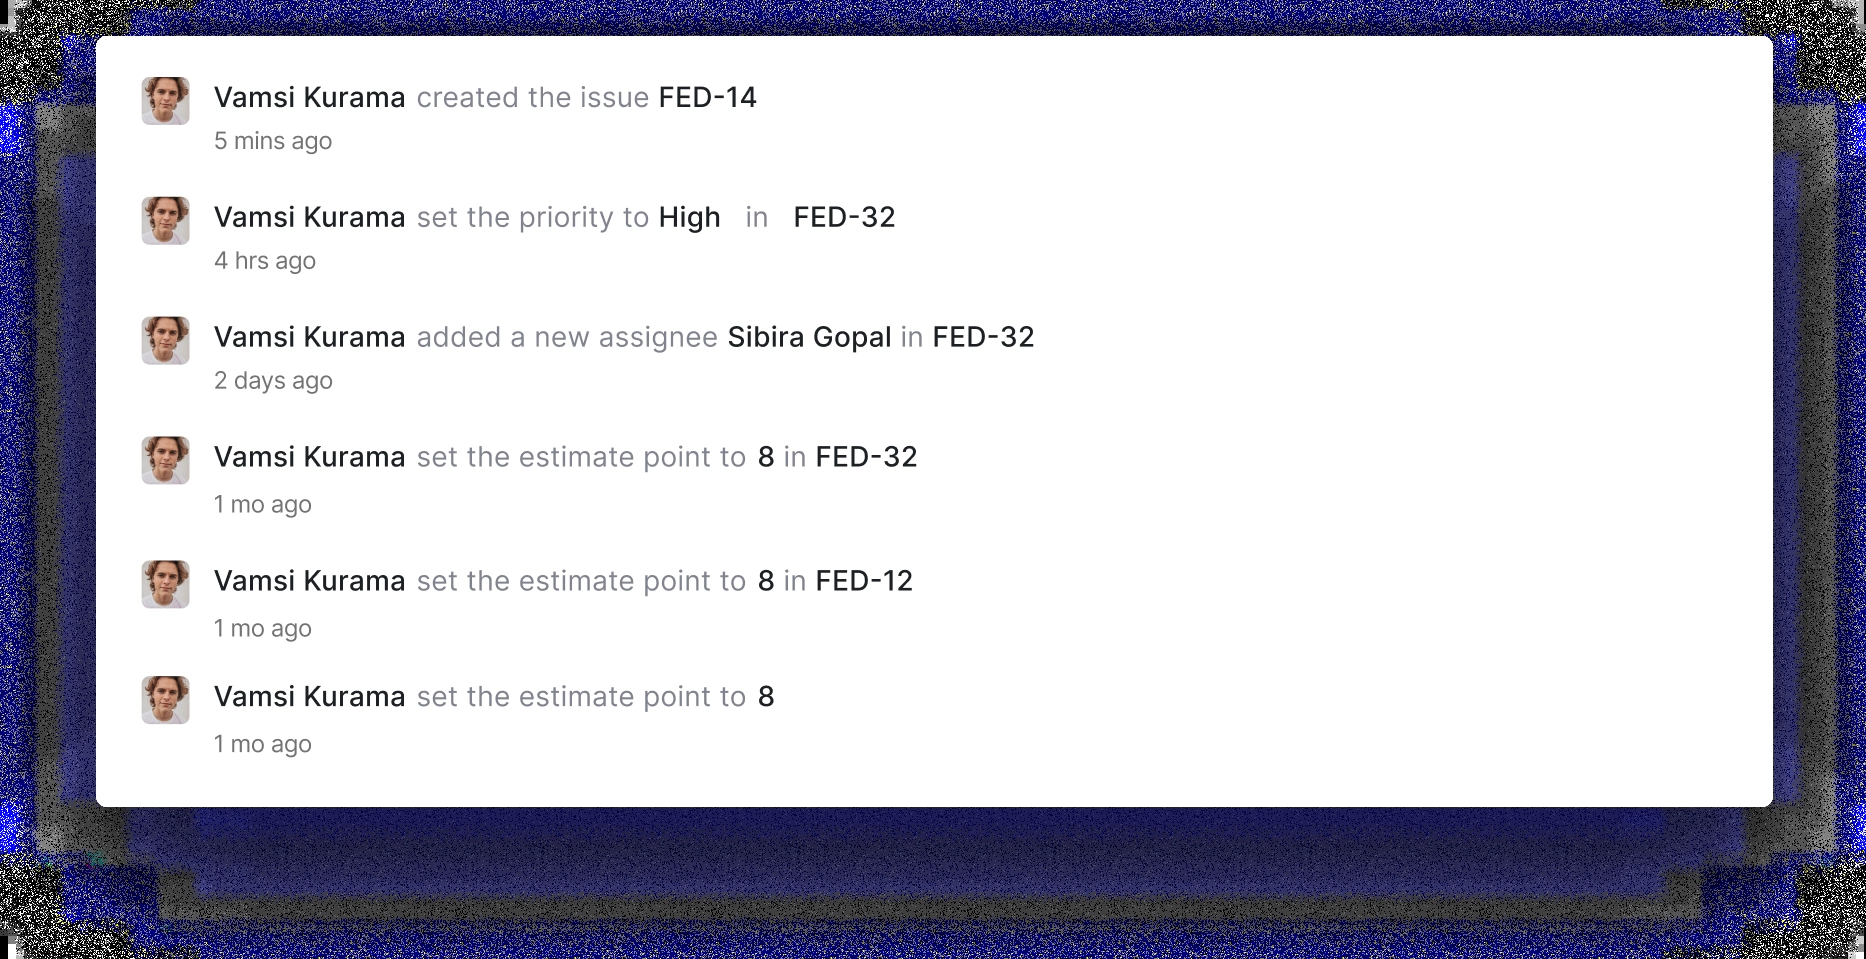 Vamsi Kurama created the issue FED-14
5 mins ago
Vamsi Kurama set the priority to High in FED-32
4 hrs ago
Vamsi Kurama added a new assignee Sibira Gopal in FED-32
2 days ago
Vamsi Kurama set the estimate point to 8 in FED-32
1 mo ago
Vamsi Kurama set the estimate point to 8 in FED-12
1 mo ago
Vamsi Kurama set the estimate point to 8
1 mo ago